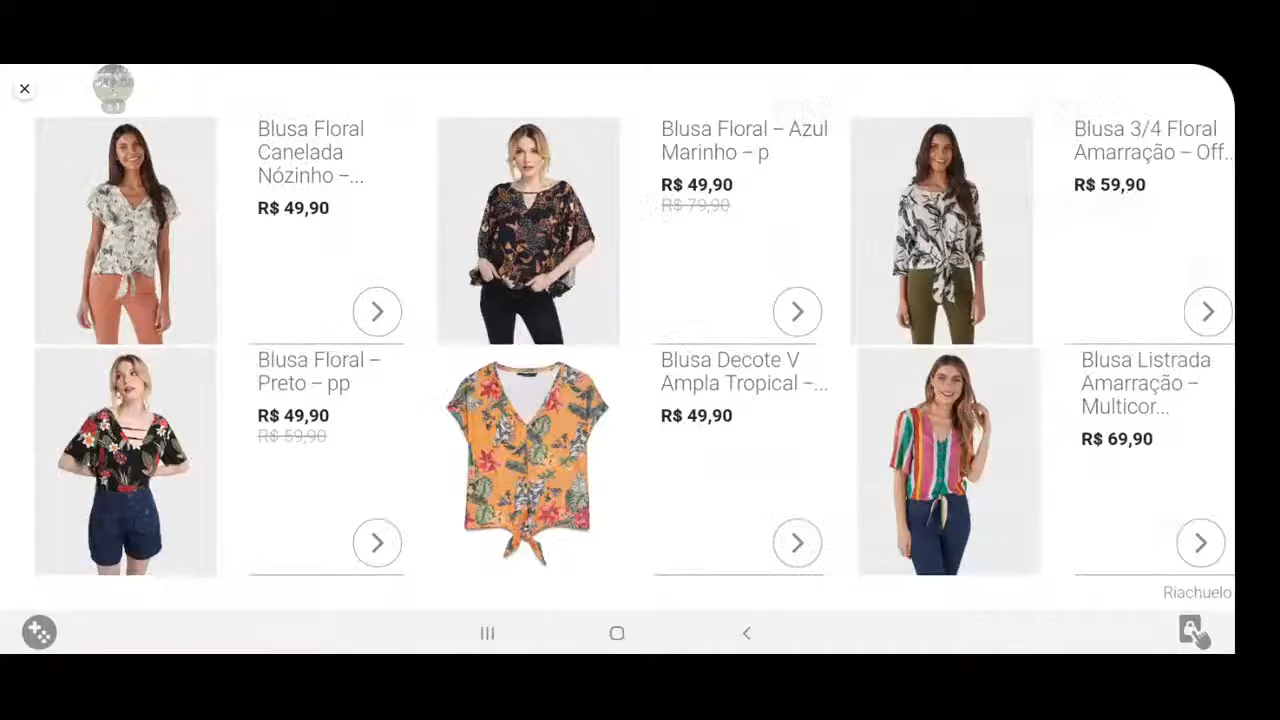 Blusa Floral
Canelada
Nózinho –...
R$ 49,90
Blusa Floral – Azul
Marinho – p
R$ 49,90
R$ 79,90
Blusa 3/4 Floral
Amarração – Off..
R$ 59,90
Blusa Floral –
Preto – pp
R$ 49,90
R$ 59,90
Blusa Decote V
Ampla Tropical –...
R$ 49,90
Blusa Listrada
Amarração –
Multicor...
R$ 69,90
Riachuelo